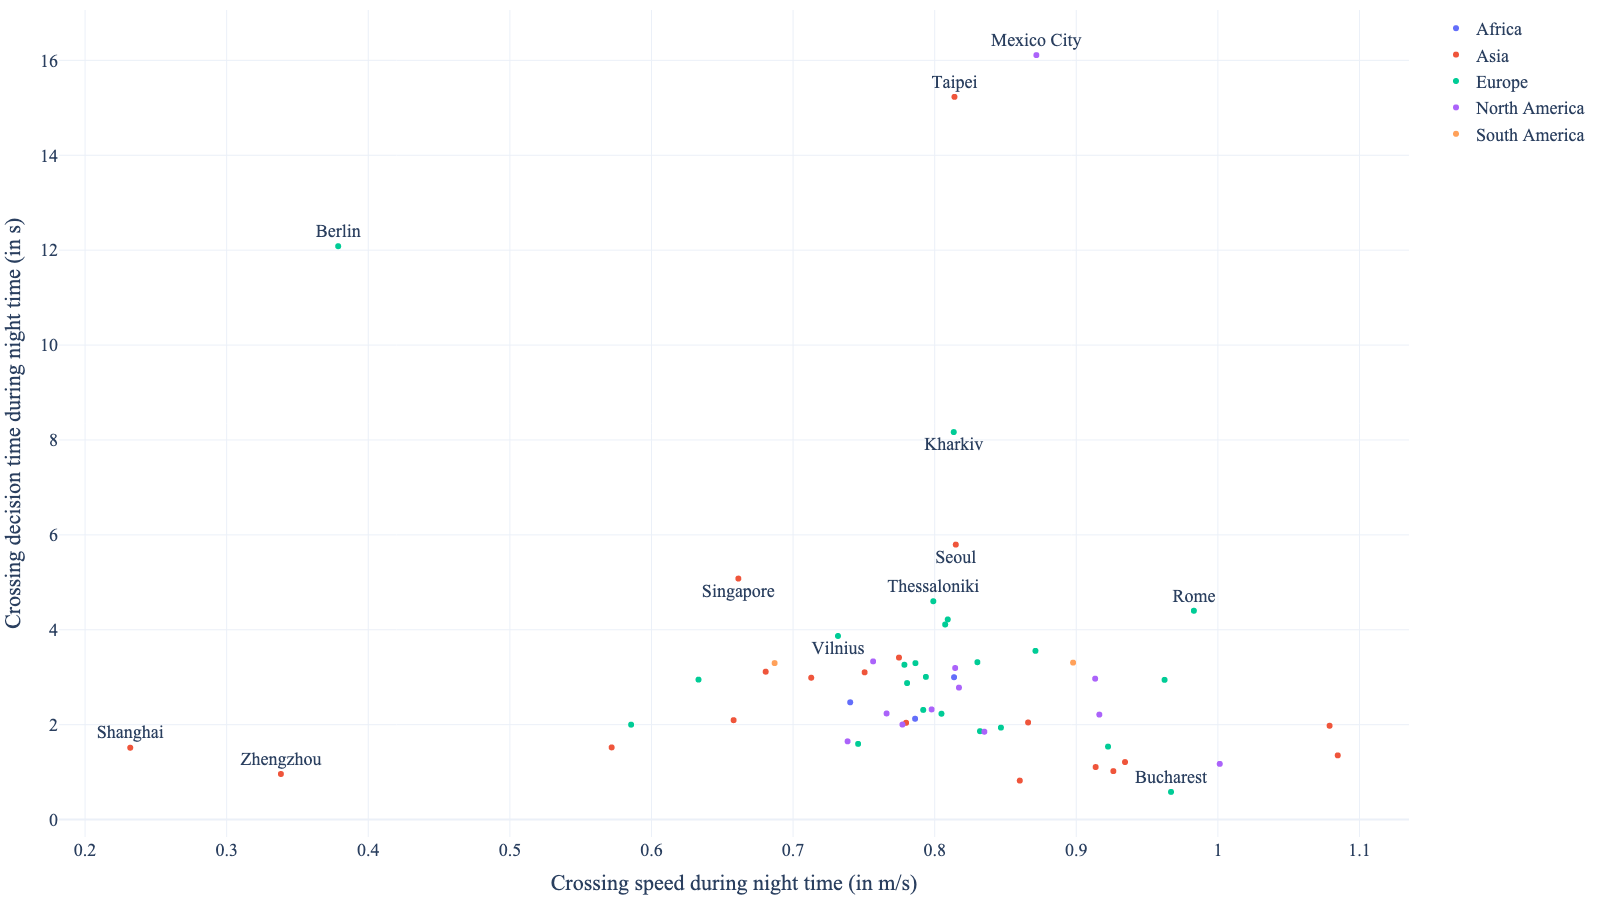 Mexico City
Taipei
Berlin
Kharkiv
Seoul
Singapore
Thessaloniki
Rome
Vilnius
Shanghai
Zhengzhou
Bucharest
16
14
12
10
8
6
4
2
0
0.2
0.3
0.4
0.5
0.6
0.7
0.8
0.9
1
1.1
Crossing speed during night time (in m/s)
Crossing decision time during night time (in s)
Africa
Asia
Europe
North America
South America